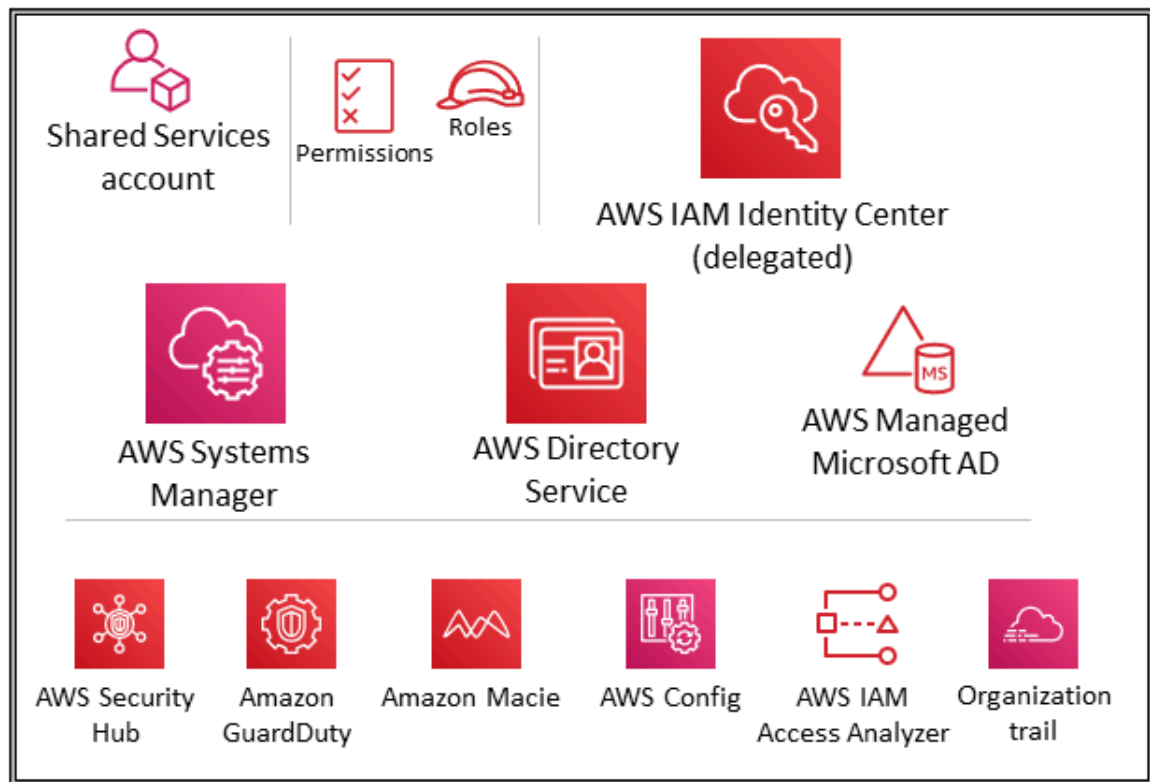 Shared Services
account
Permissions
Roles
AWS IAM Identity Center
(delegated)
AWS Systems
Manager
AWS Directory
Service
MS
AWS Managed
Microsoft AD
AWS Security
Hub
Amazon
GuardDuty
Amazon Macie
AWS Config
AWS IAM
Access Analyzer
Organization
trail